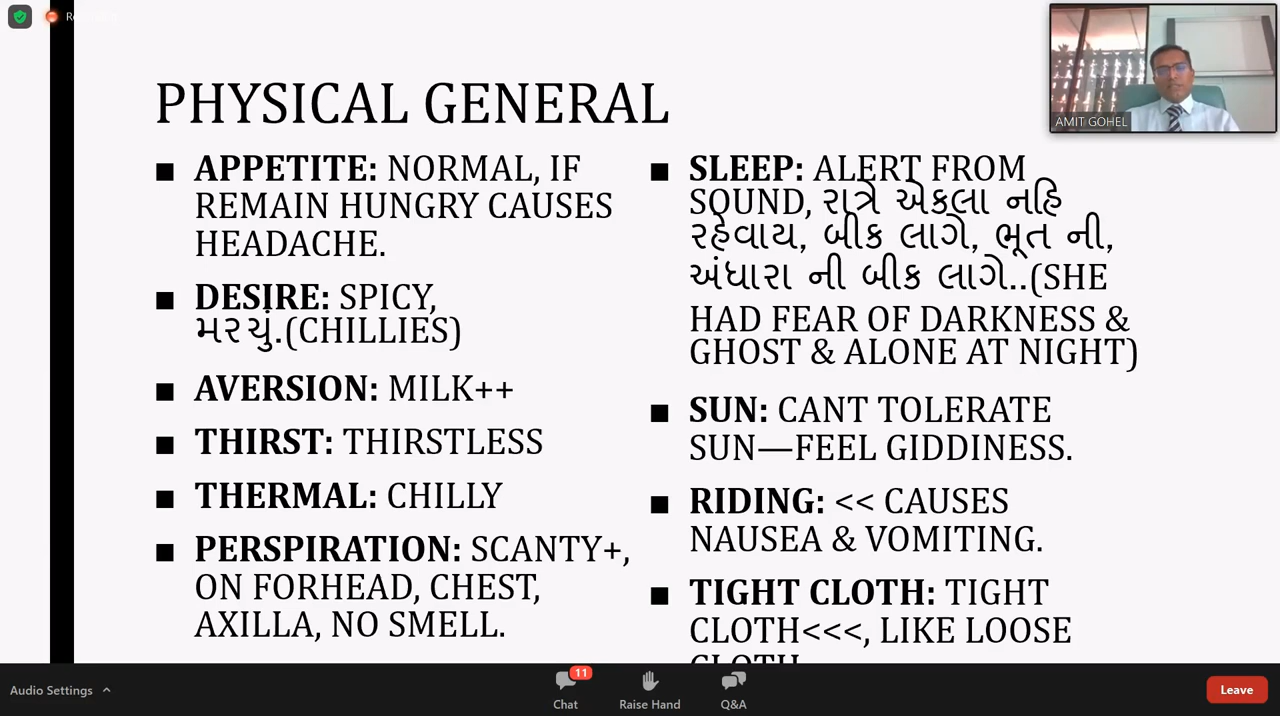 AMIT GOHEL
PHYSICAL GENERAL
■ APPETITE: NORMAL, IF
REMAIN HUNGRY CAUSES
HEADACHE.
■ DESIRE: SPICY,
મરચું.(CHILLIES)
■ AVERSION: MILK++
■ THIRST: THIRSTLESS
■ THERMAL: CHILLY
■ PERSPIRATION: SCANTY+,
ON FORHEAD, CHEST,
AXILLA, NO SMELL.
■ SLEEP: ALERT FROM
SOUND, રાત્રે એકલા નહિ
રહેવાય, બીક લાગે, ભૂત ની,
અંધારા ની બીક લાગે..(SHE
HAD FEAR OF DARKNESS &
GHOST & ALONE AT NIGHT)
■ SUN: CANT TOLERATE
SUN—FEEL GIDDINESS.
■ RIDING: << CAUSES
NAUSEA & VOMITING.
■ TIGHT CLOTH: TIGHT
CLOTH<<<, LIKE LOOSE
CLOTH
Audio Settings
11
Chat
Raise Hand
Q&A
Leave